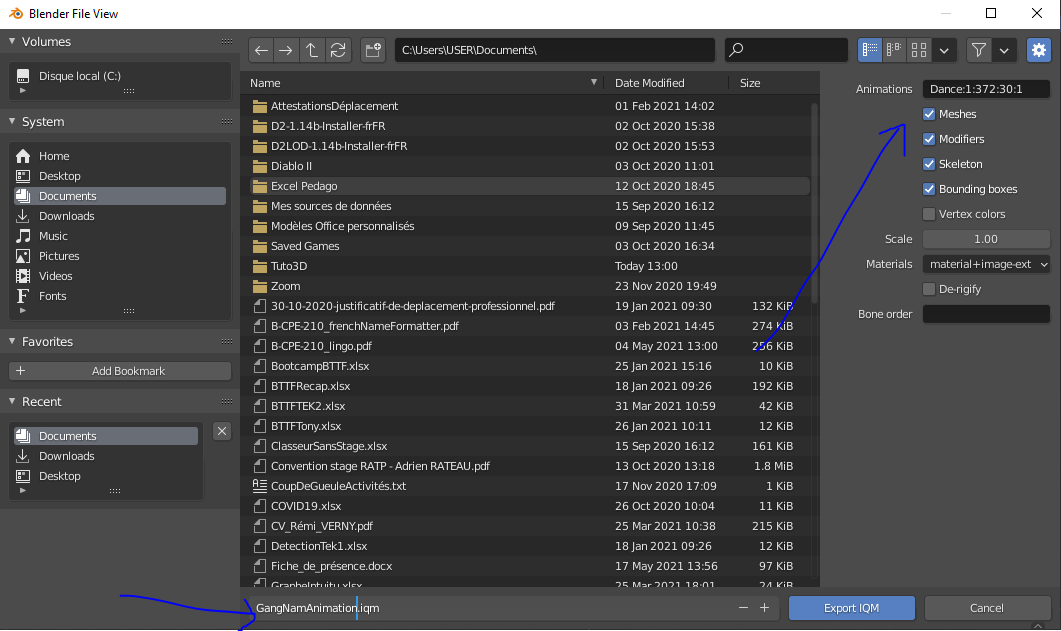 Blender File View
Volumes
Disque local (C:)
System
Home
Desktop
Documents
Downloads
Music
Pictures
Videos
Fonts
Favorites
Add Bookmark
Recent
Documents
Downloads
Desktop
C:\Users\USER\Documents\
Name Date Modified Size
AttestationsDéplacement 01 Feb 2021 14:02
D2-1.14b-Installer-frFR 02 Oct 2020 15:38
D2LOD-1.14b-Installer-frFR 02 Oct 2020 15:53
Diablo II 03 Oct 2020 11:01
Excel Pedago 12 Oct 2020 18:45
Mes sources de données 15 Sep 2020 16:12
Modèles Office personnalisés 09 Sep 2020 11:45
Saved Games 03 Oct 2020 16:34
Tuto3D Today 13:00
Zoom 23 Nov 2020 19:49
30-10-2020-justificatif-de-deplacement-professionnel.pdf 19 Jan 2021 09:30 132 KiB
B-CPE-210_frenchNameFormatter.pdf 03 Feb 2021 14:45 274 KiB
B-CPE-210_lingo.pdf 04 May 2021 13:00 256 KiB
BootcampBTTF.xlsx 25 Jan 2021 15:16 10 KiB
BTTFRecap.xlsx 18 Jan 2021 09:26 192 KiB
BTTFTEK2.xlsx 31 Mar 2021 10:59 42 KiB
BTTFTony.xlsx 26 Jan 2021 10:11 12 KiB
ClasseurSansStage.xlsx 15 Sep 2020 16:12 161 KiB
Convention stage RATP - Adrien RATEAU.pdf 13 Oct 2020 13:18 1.8 MiB
CoupDeGueuleActivités.txt 17 Nov 2020 17:09 1 KiB
COVID19.xlsx 26 Oct 2020 10:04 11 KiB
CV_Rémi_VERNY.pdf 25 Mar 2021 10:38 215 KiB
DetectionTek1.xlsx 18 Jan 2021 09:26 12 KiB
Fiche_de_présence.docx 17 May 2021 13:56 97 KiB
GrapheIntuitu.xlsx 25 Mar 2021 18:01 24 KiB
GangNamAnimation.iqm
Export IQM
Cancel
Animations Dance:1:372:30:1
Meshes
Modifiers
Skeleton
Bounding boxes
Vertex colors
Scale 1.00
Materials material+image-ext
De-rigify
Bone order